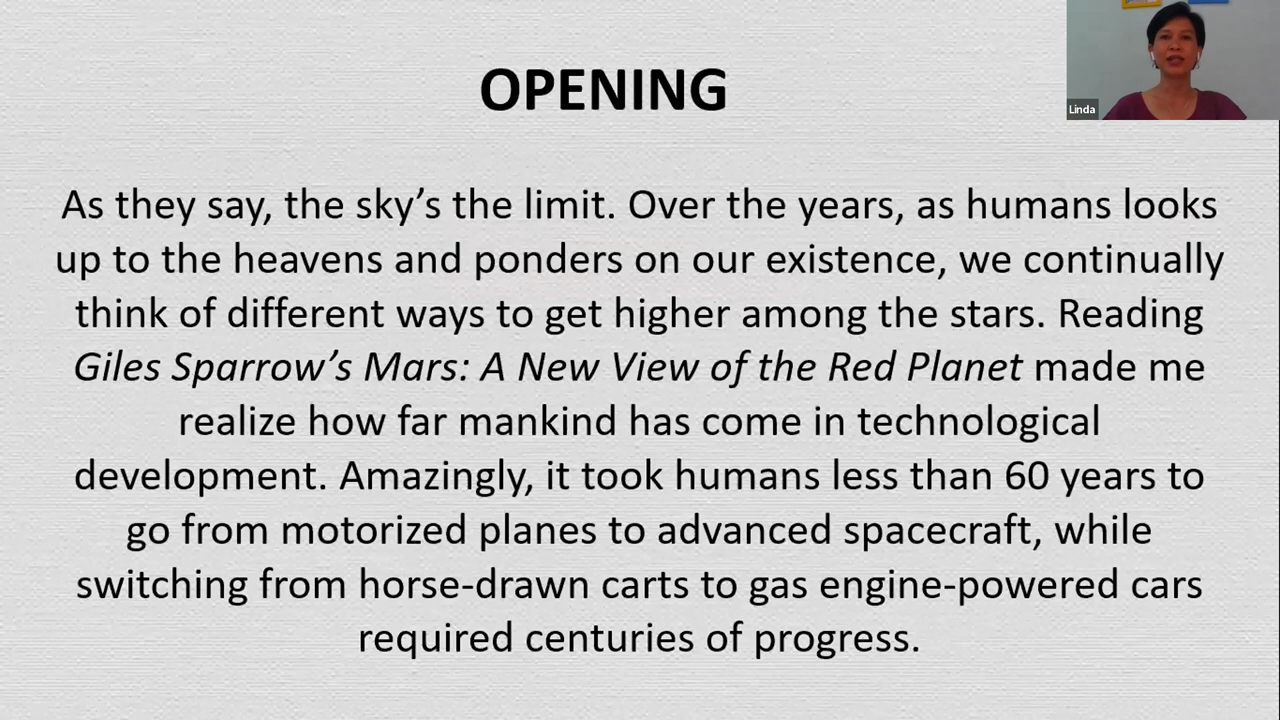 OPENING
Linda
As they say, the sky’s the limit. Over the years, as humans looks
up to the heavens and ponders on our existence, we continually
think of different ways to get higher among the stars. Reading
Giles Sparrow’s Mars: A New View of the Red Planet made me
realize how far mankind has come in technological
development. Amazingly, it took humans less than 60 years to
go from motorized planes to advanced spacecraft, while
switching from horse-drawn carts to gas engine-powered cars
required centuries of progress.